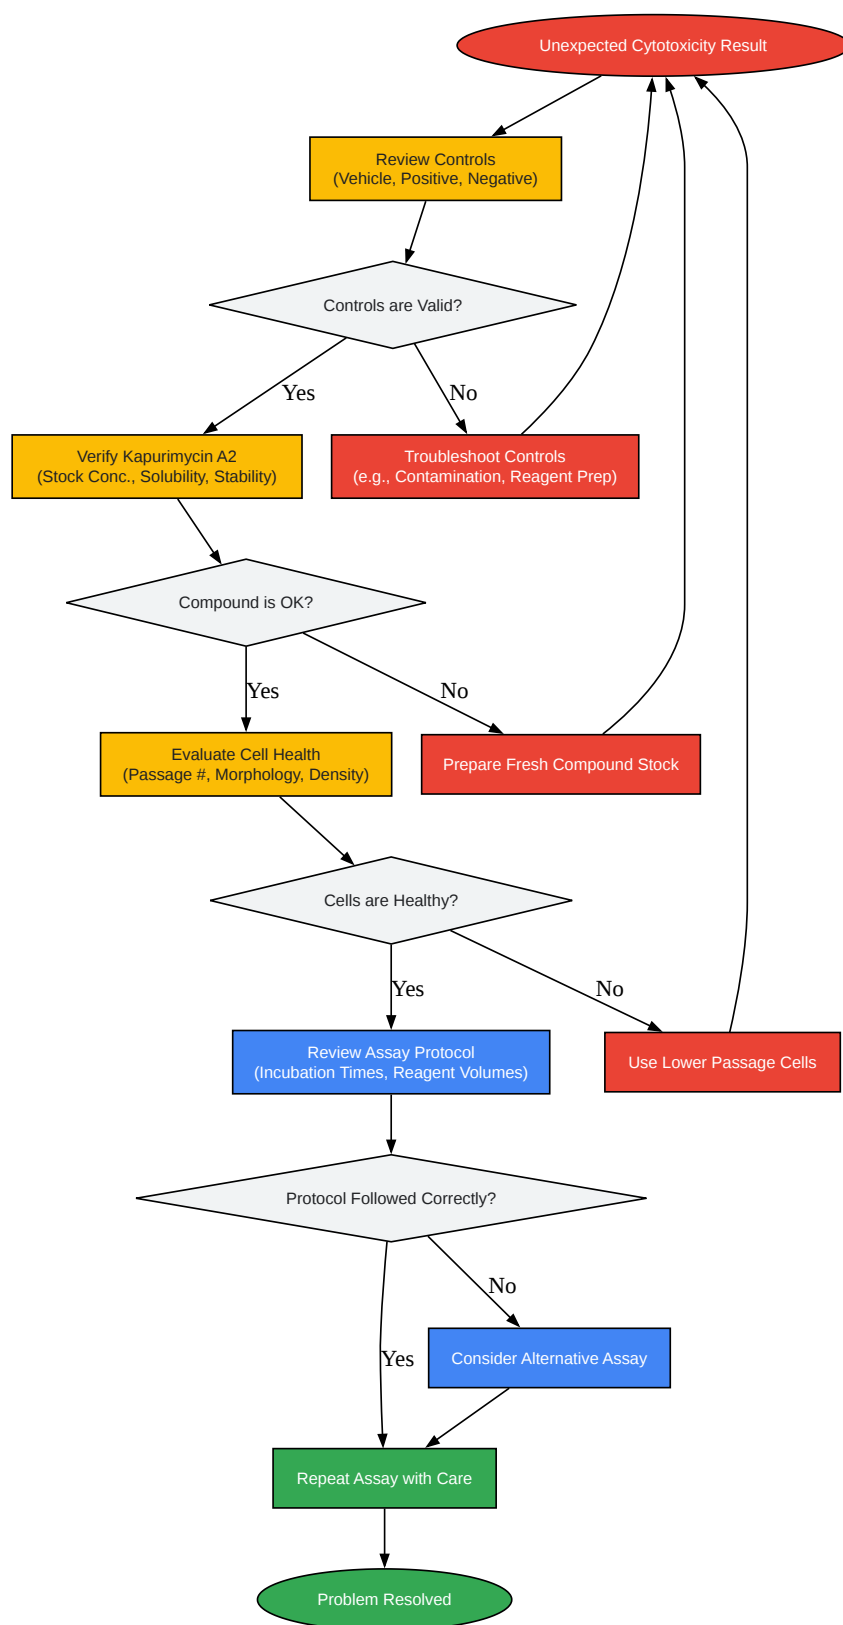 Unexpected Cytotoxicity Result
Review Controls
(Vehicle, Positive, Negative)
Controls are Valid?
Yes
No
Verify Kapurimycin A2
(Stock Conc., Solubility, Stability)
Troubleshoot Controls
(e.g., Contamination, Reagent Prep)
Compound is OK?
Yes
No
Evaluate Cell Health
(Passage #, Morphology, Density)
Prepare Fresh Compound Stock
Cells are Healthy?
Yes
No
Review Assay Protocol
(Incubation Times, Reagent Volumes)
Use Lower Passage Cells
Protocol Followed Correctly?
No
Yes
Consider Alternative Assay
Repeat Assay with Care
Problem Resolved